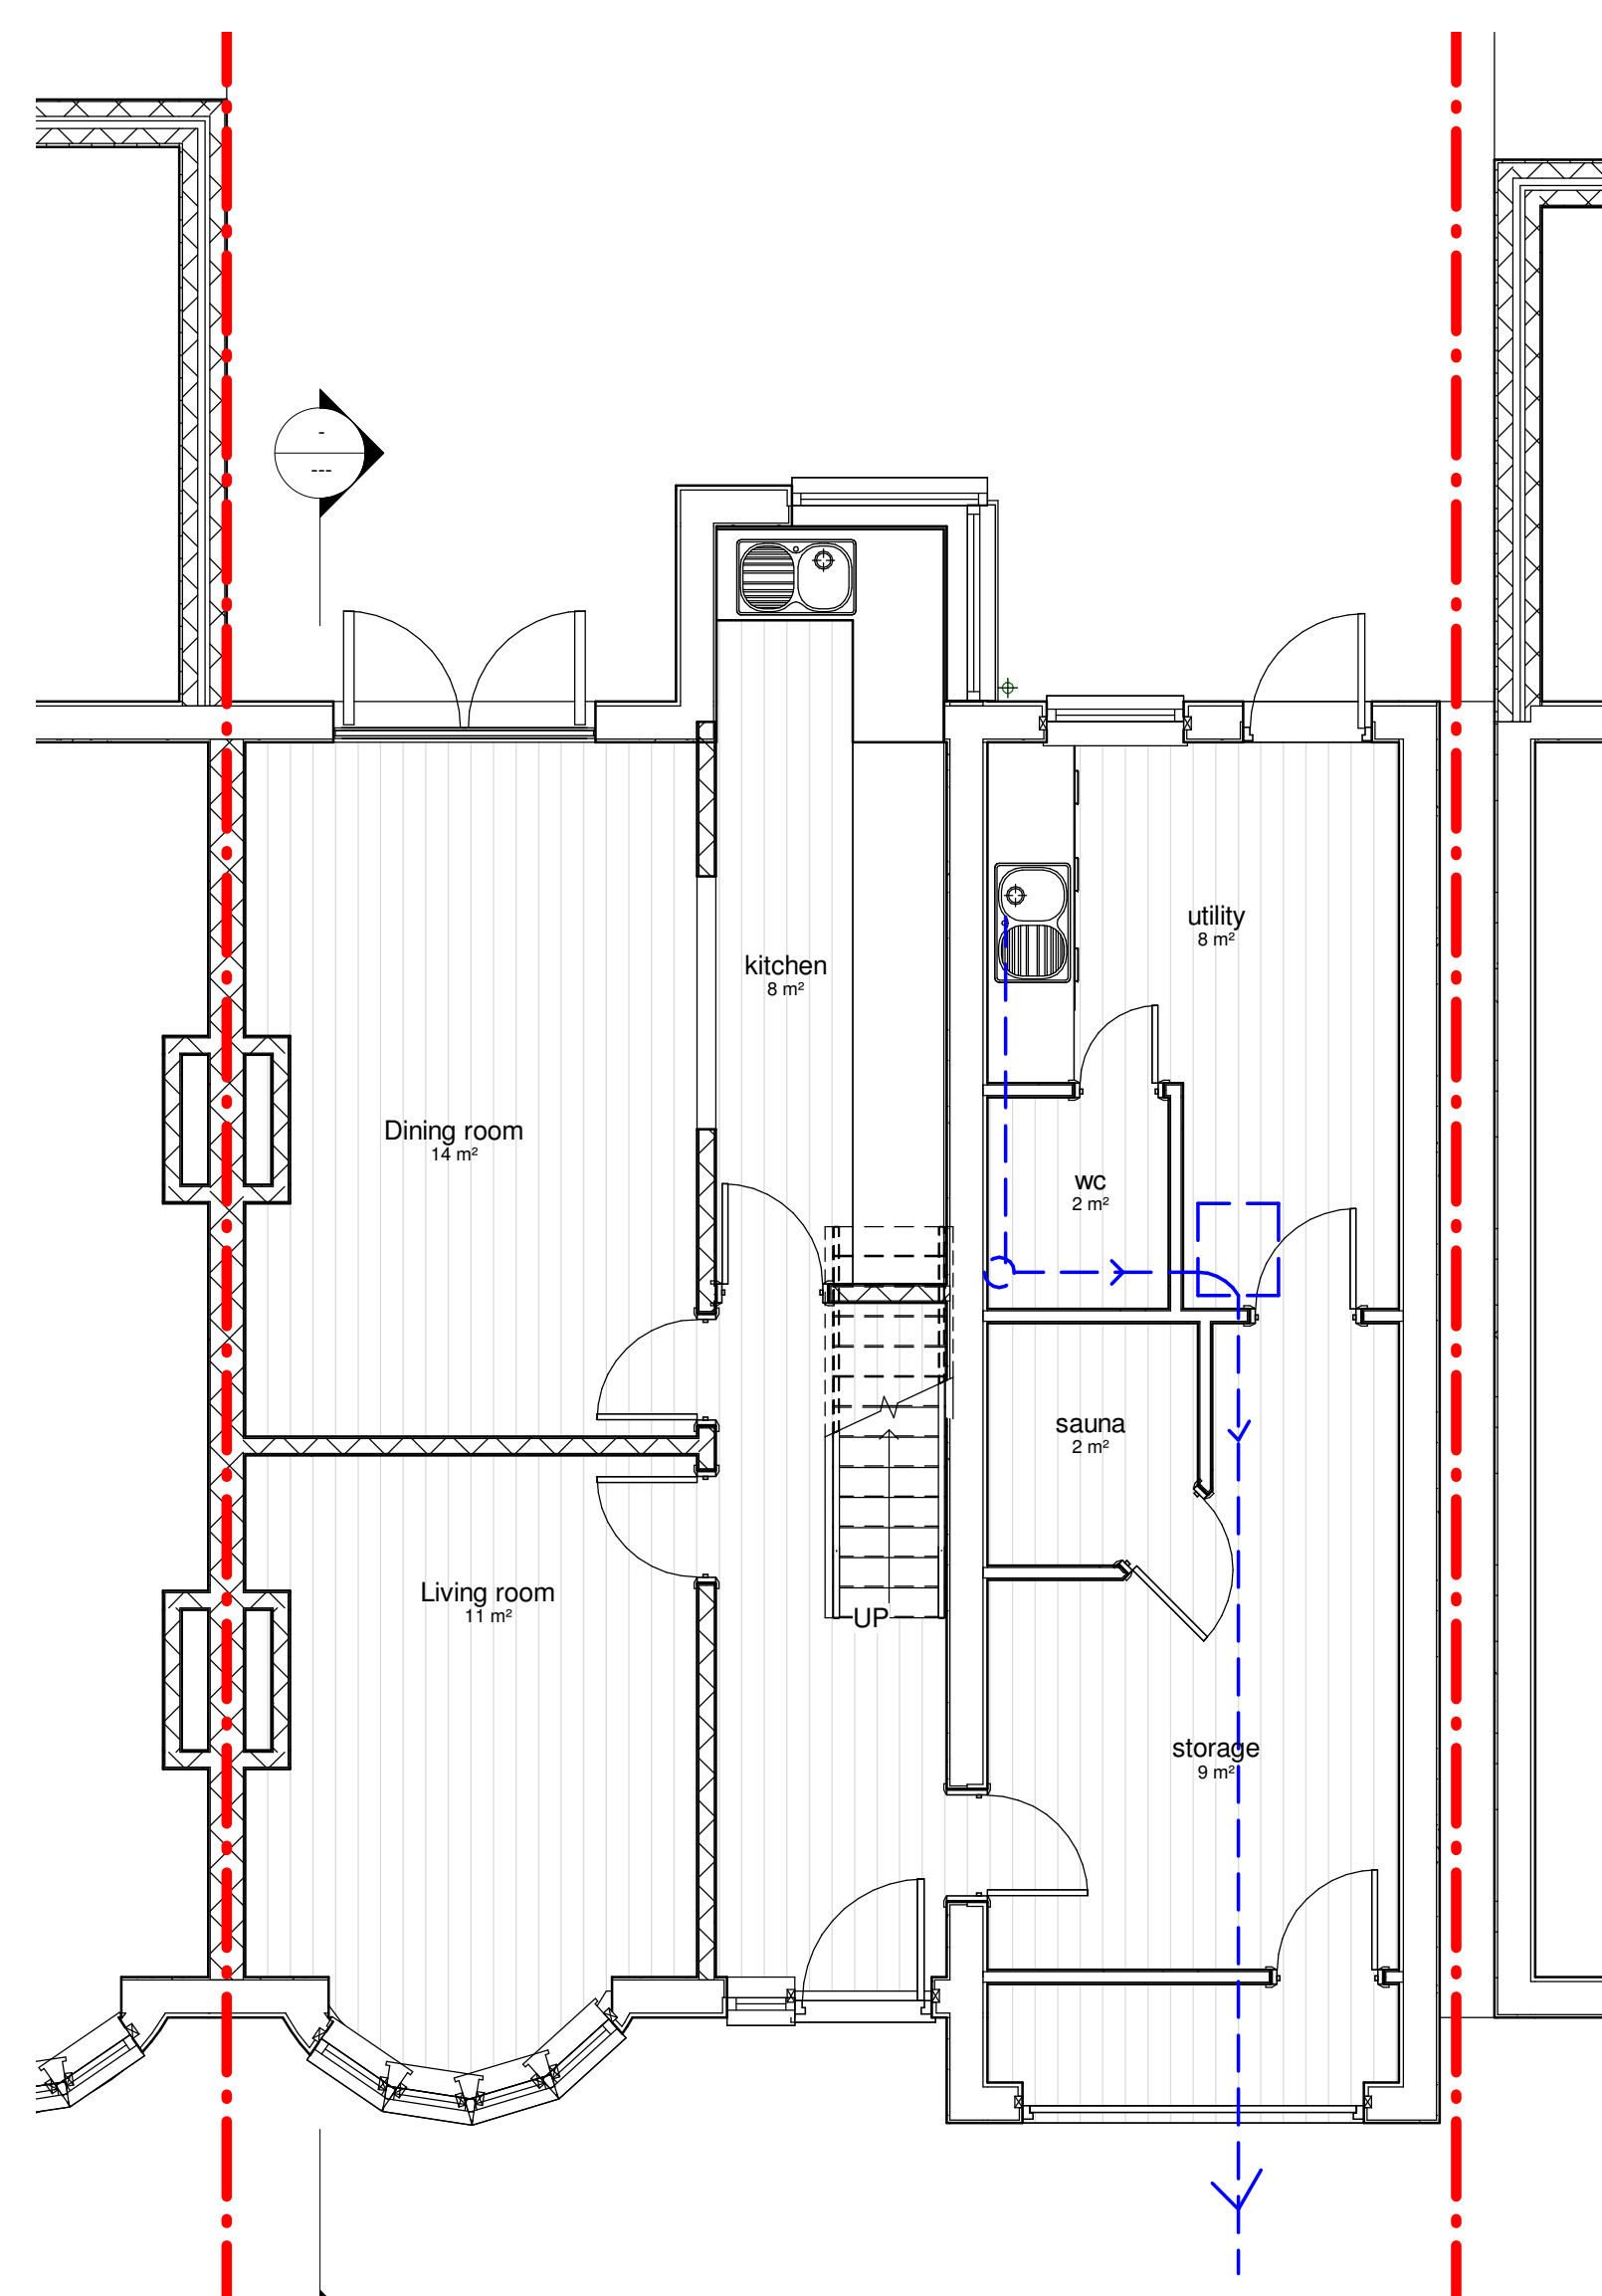 -
---
utility
8 m²
kitchen
8 m²
Dining room
14 m²
wc
2 m²
sauna
2 m²
Living room
11 m²
UP
storage
9 m²